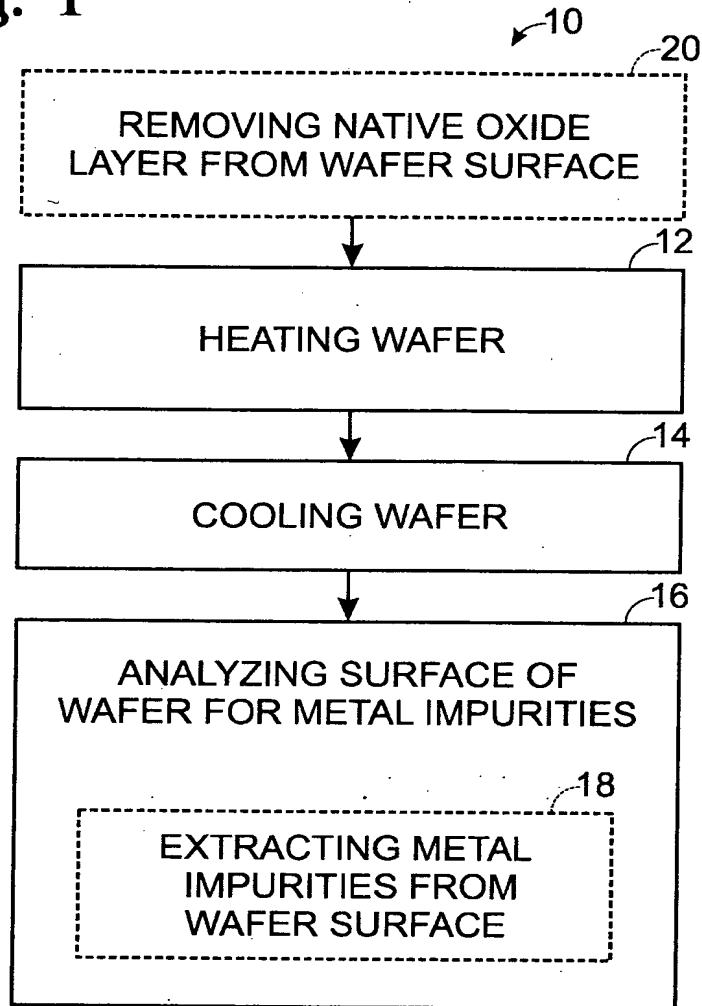 g. 1
10
20
REMOVING NATIVE OXIDE
LAYER FROM WAFER SURFACE
12
HEATING WAFER
14
COOLING WAFER
16
ANALYZING SURFACE OF
WAFER FOR METAL IMPURITIES
18
EXTRACTING METAL
IMPURITIES FROM
WAFER SURFACE